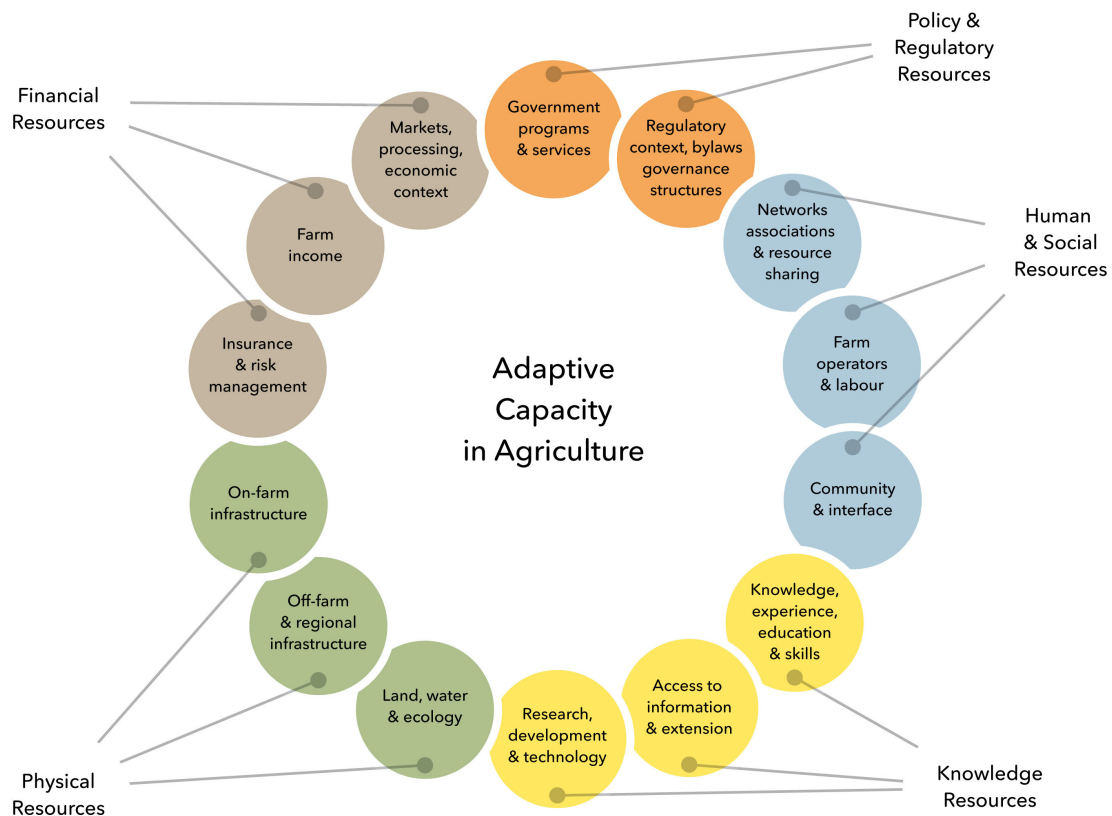 Policy &
Regulatory
Resources
Financial
Resources
Government
programs
& services
Markets,
processing,
economic
context
Regulatory
context, bylaws
governance
structures
Networks
associations
& resource
sharing
Human
& Social
Resources
Farm
income
Insurance
& risk
management
Farm
operators
& labour
Adaptive
Capacity
in Agriculture
On-farm
infrastructure
Community
& interface
Off-farm
& regional
infrastructure
Knowledge,
experience,
education
& skills
Land, water
& ecology
Research,
development
& technology
Access to
information
& extension
Physical
Resources
Knowledge
Resources